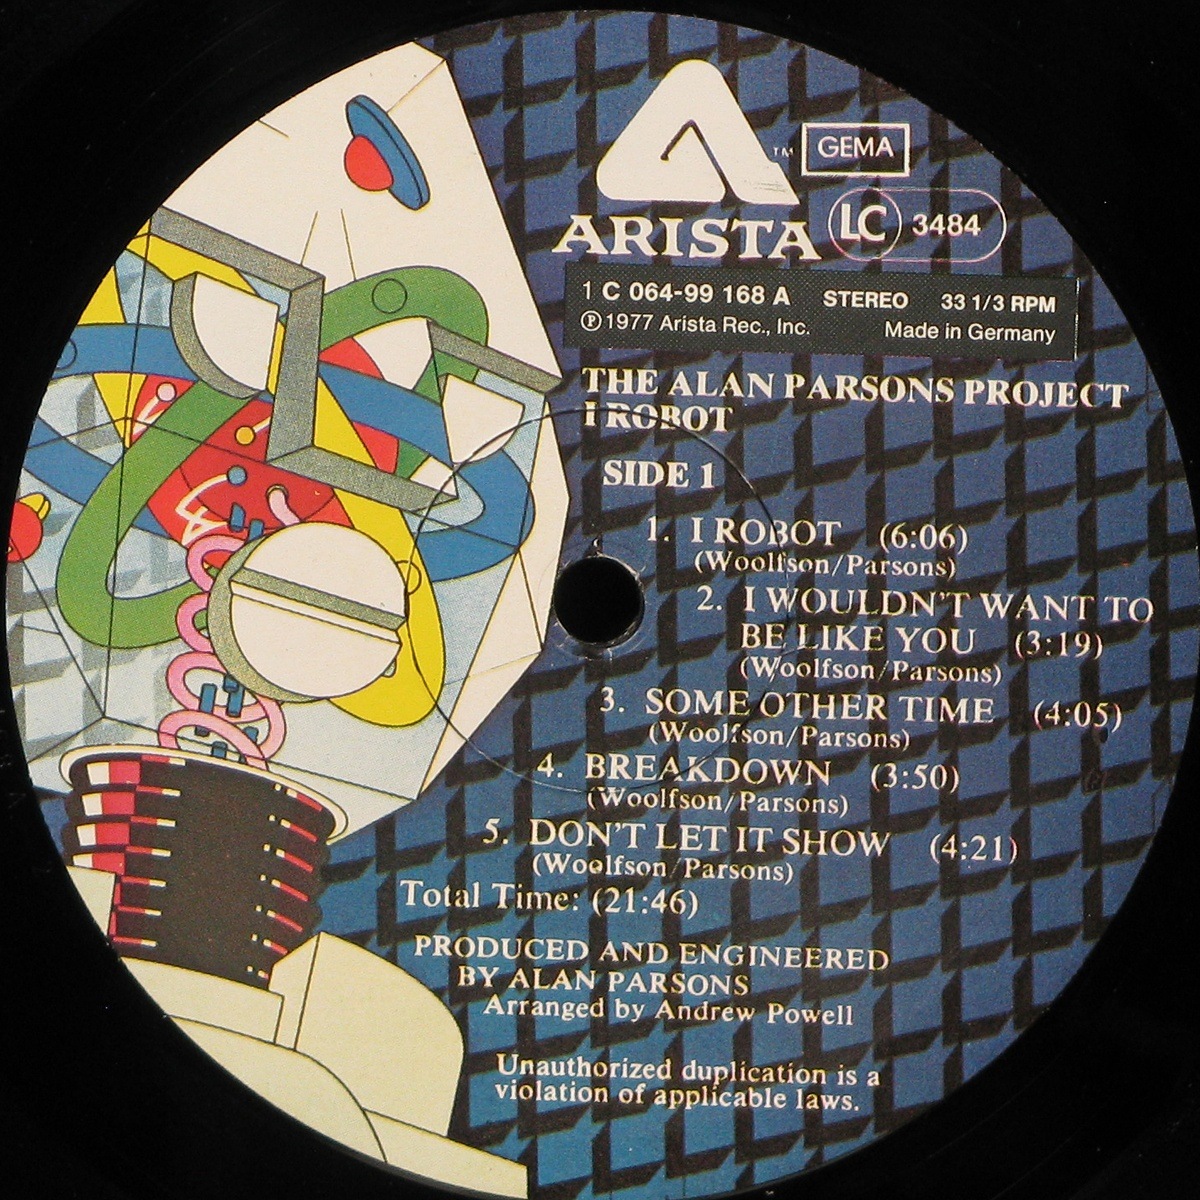 TM
GEMA
ARISTA
LC 3484
1 C 064-99 168 A STEREO 33 1/3 RPM
Ⓟ1977 Arista Rec., Inc. Made in Germany
THE ALAN PARSONS PROJECT
I ROBOT
SIDE 1
1. I ROBOT (6:06)
(Woolfson/Parsons)
2. I WOULDN'T WANT TO
BE LIKE YOU (3:19)
(Woolfson/Parsons)
3. SOME OTHER TIME (4:05)
(Woolfson/Parsons)
4. BREAKDOWN (3:50)
(Woolfson/Parsons)
5. DON'T LET IT SHOW (4:21)
(Woolfson/Parsons)
Total Time: (21:46)
PRODUCED AND ENGINEERED
BY ALAN PARSONS
Arranged by Andrew Powell
Unauthorized duplication is a
violation of applicable laws.